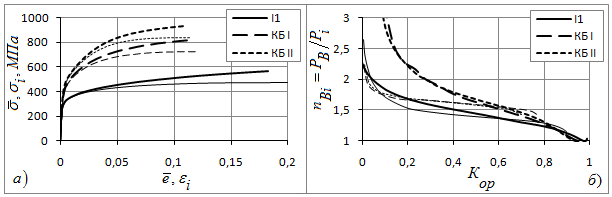 σ̅, σi, МПа
1000
800
600
400
200
0
0
0,05
0,1
0,15
0,2
e̅, εi
а)
I1
КБ I
КБ II
nBi = PB/Pi
3
2,5
2
1,5
1
0
0,2
0,4
0,6
0,8
1
Kор
б)
I1
КБ I
КБ II